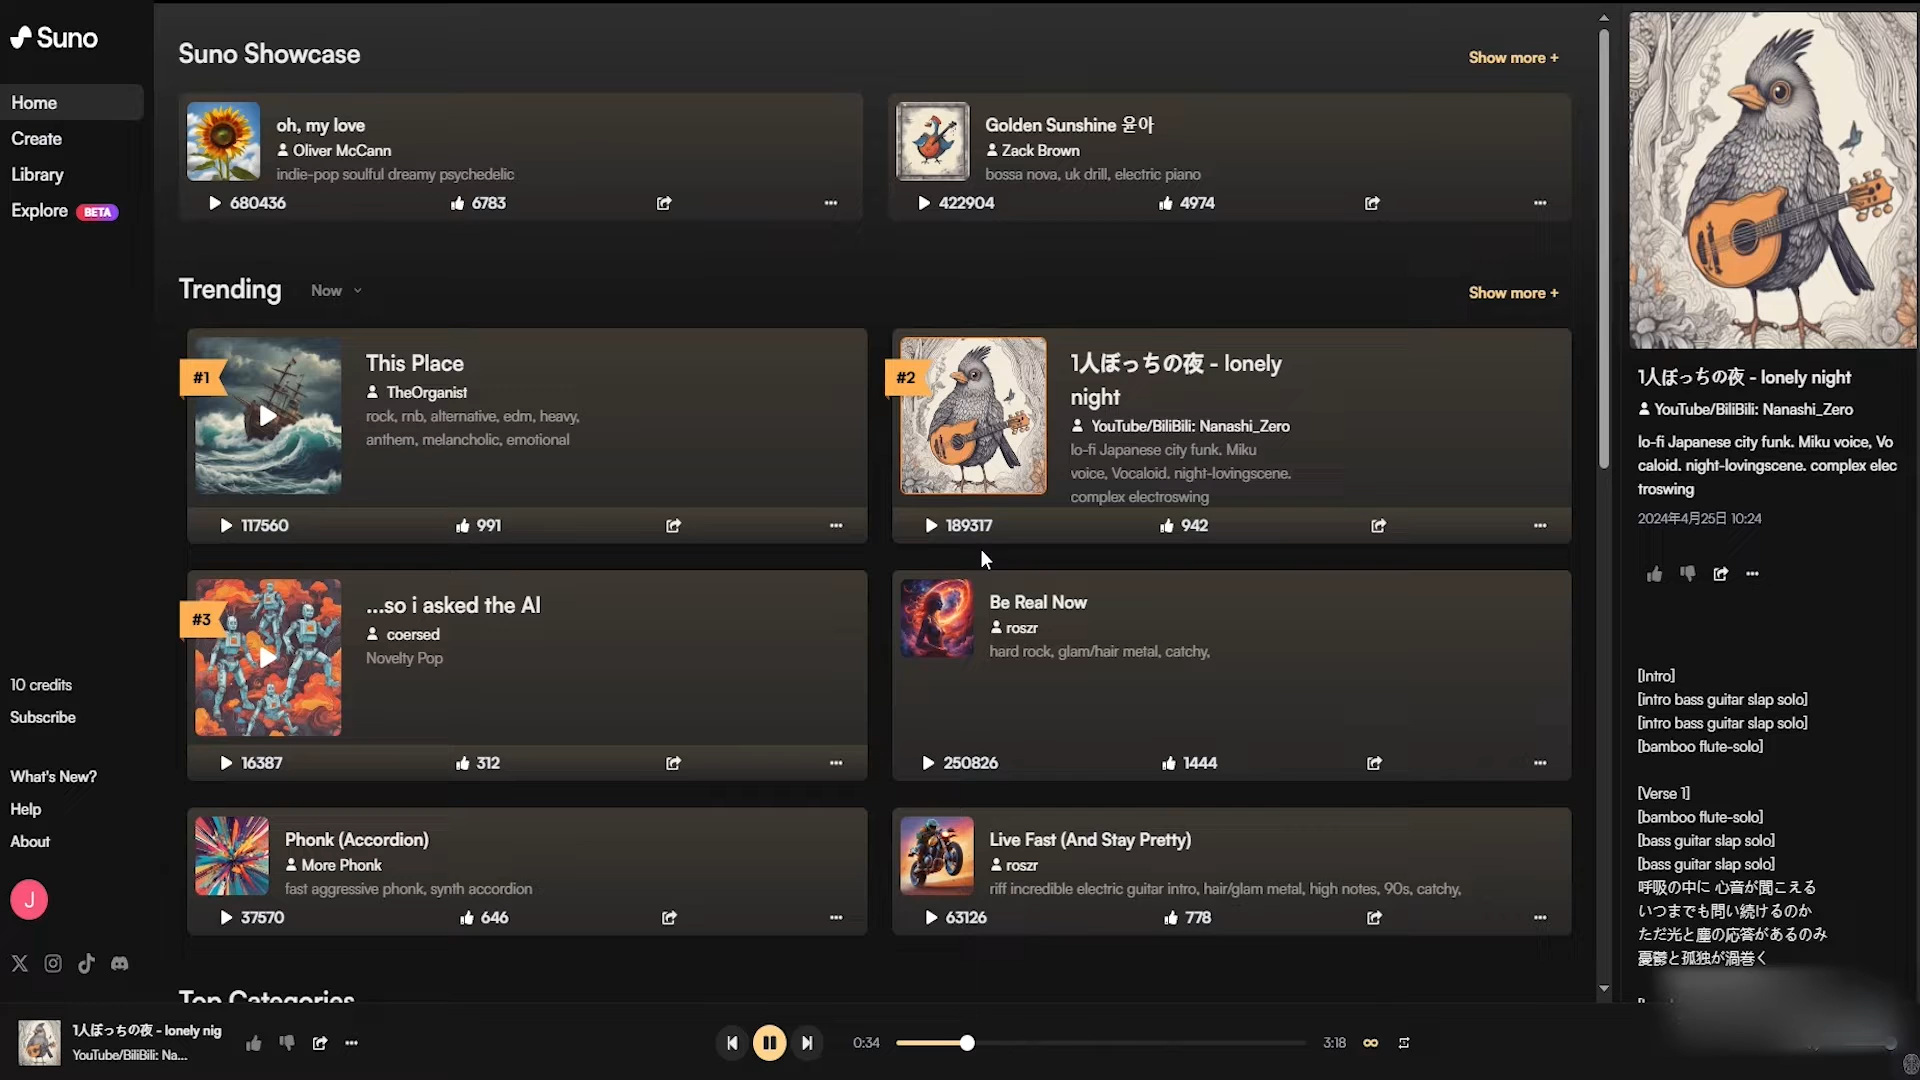 Suno
Home
Create
Library
Explore BETA
10 credits
Subscribe
What's New?
Help
About
J
Suno Showcase
Show more +
oh, my love
Oliver McCann
indie-pop soulful dreamy psychedelic
680436 6783
Golden Sunshine 윤아
Zack Brown
bossa nova, uk drill, electric piano
422904 4974
Trending Now
Show more +
#1
This Place
TheOrganist
rock, rnb, alternative, edm, heavy,
anthem, melancholic, emotional
117560 991
#2
1人ぼっちの夜 - lonely
night
YouTube/BiliBili: Nanashi_Zero
lo-fi Japanese city funk. Miku
voice, Vocaloid. night-lovingscene.
complex electroswing
189317 942
#3
...so i asked the AI
coersed
Novelty Pop
16387 312
Be Real Now
roszr
hard rock, glam/hair metal, catchy,
250826 1444
Phonk (Accordion)
More Phonk
fast aggressive phonk, synth accordion
37570 646
Live Fast (And Stay Pretty)
roszr
riff incredible electric guitar intro, hair/glam metal, high notes, 90s, catchy,
63126 778
Top Categories
1人ぼっちの夜 - lonely night
YouTube/BiliBili: Nanashi_Zero
lo-fi Japanese city funk. Miku voice, Vo
caloid. night-lovingscene. complex elec
troswing
2024年4月25日 10:24
[Intro]
[intro bass guitar slap solo]
[intro bass guitar slap solo]
[bamboo flute-solo]
[Verse 1]
[bamboo flute-solo]
[bass guitar slap solo]
[bass guitar slap solo]
呼吸の中に 心音が聞こえる
いつまでも問い続けるのか
ただ光と塵の応答があるのみ
憂鬱と孤独が渦巻く
1人ぼっちの夜 - lonely nig
YouTube/BiliBili: Na...
0:34
3:18